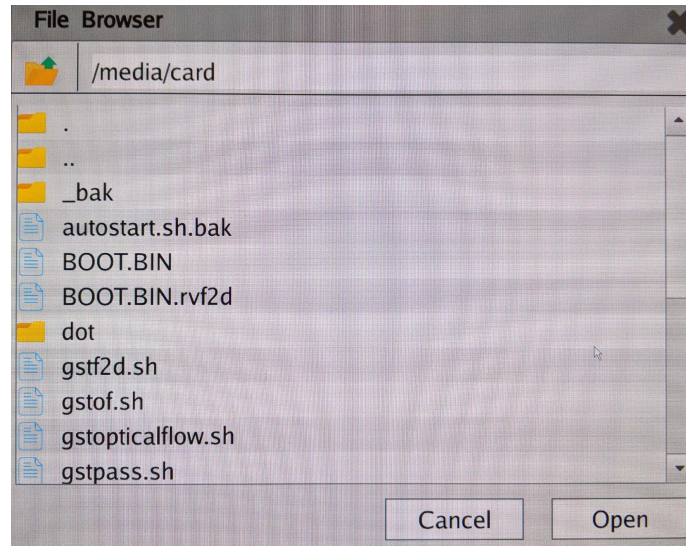 File Browser
/media/card
.
..
_bak
autostart.sh.bak
BOOT.BIN
BOOT.BIN.rvf2d
dot
gstf2d.sh
gstof.sh
gstopticalflow.sh
gstpass.sh
Cancel
Open